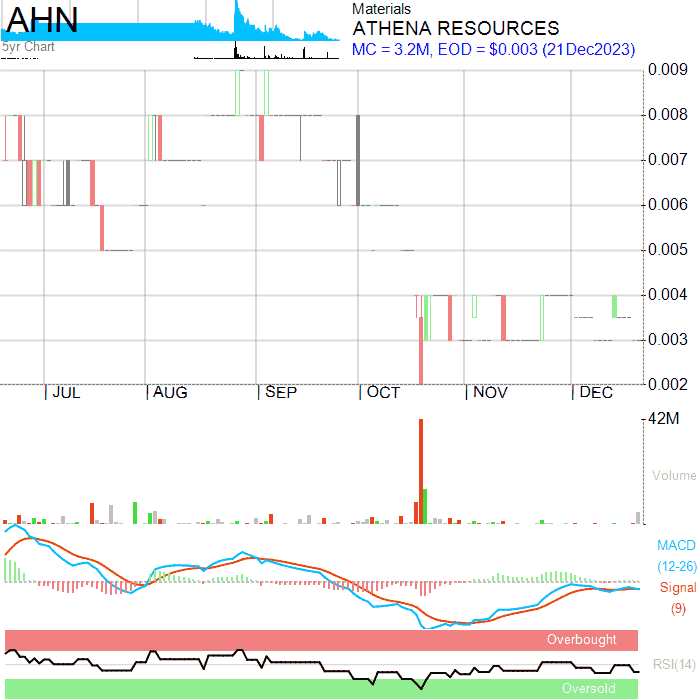 AHN
5yr Chart
Materials
ATHENA RESOURCES
MC = 3.2M, EOD = $0.003 (21Dec2023)
0.009
0.008
0.007
0.006
0.005
0.004
0.003
0.002
JUL AUG SEP OCT NOV DEC
42M
Volume
MACD
(12-26)
Signal
(9)
Overbought
RSI(14)
Oversold